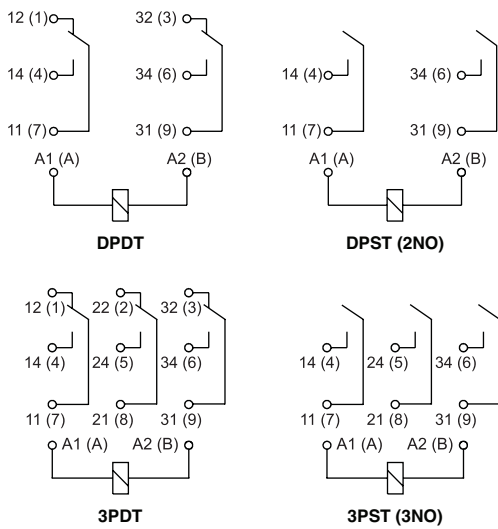 12 (1) 32 (3)
14 (4) 34 (6) 14 (4) 34 (6)
11 (7) 31 (9) 11 (7) 31 (9)
A1 (A) A2 (B) A1 (A) A2 (B)
DPDT DPST (2NO)
12 (1) 22 (2) 32 (3)
14 (4) 24 (5) 34 (6) 14 (4) 24 (5) 34 (6)
11 (7) 21 (8) 31 (9) 11 (7) 21 (8) 31 (9)
A1 (A) A2 (B) A1 (A) A2 (B)
3PDT 3PST (3NO)